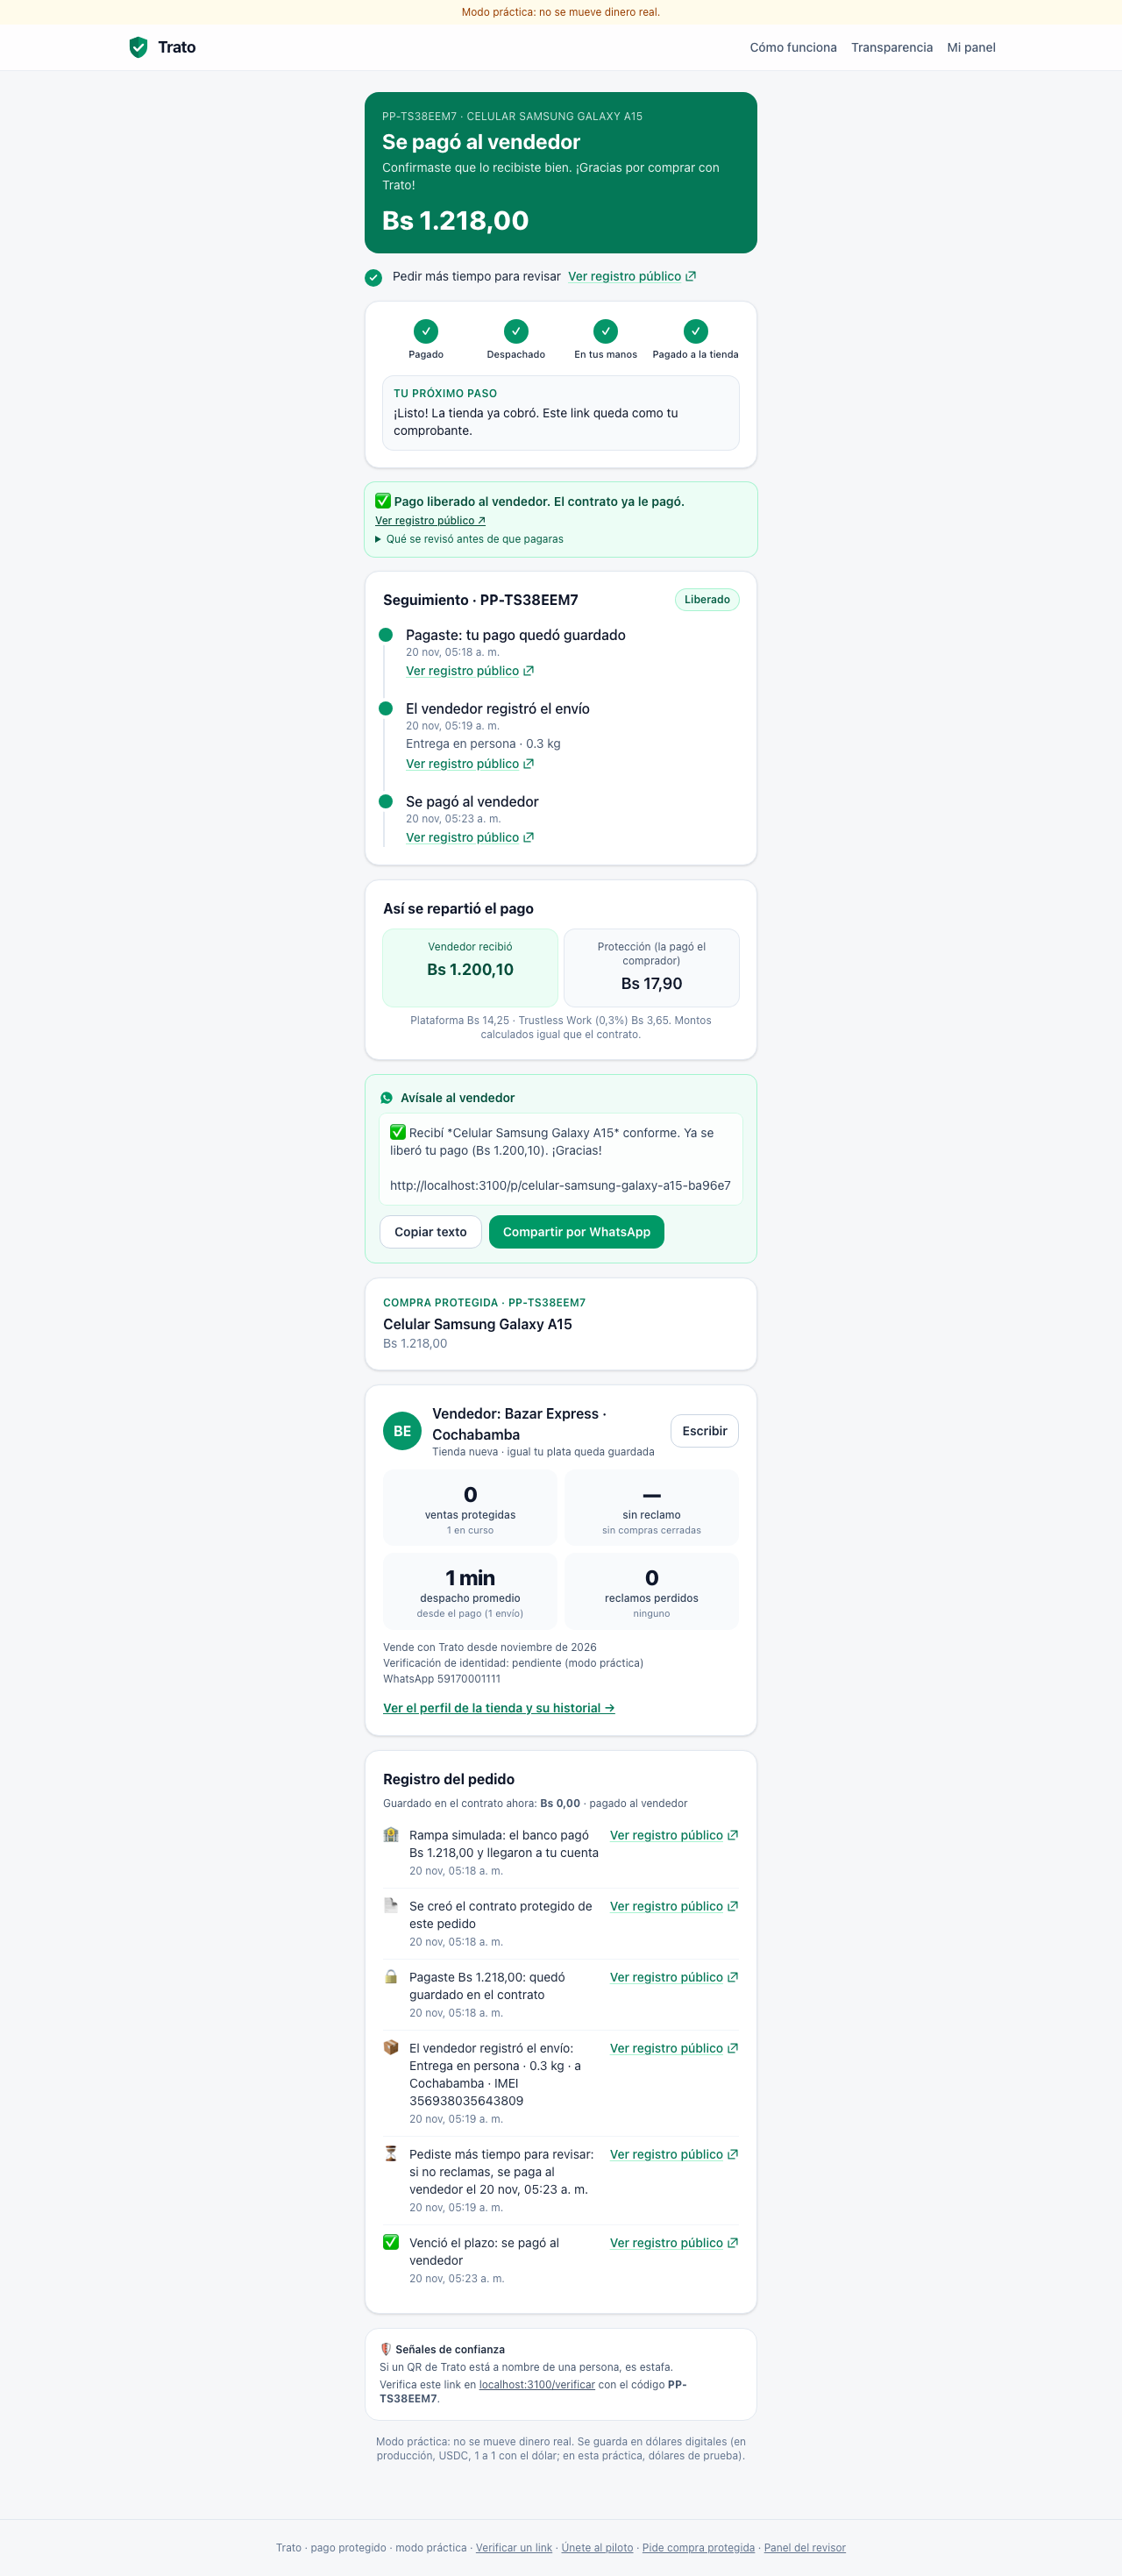 Modo práctica: no se mueve dinero real.
Trato
Cómo funciona Transparencia Mi panel
PP-TS38EEM7 · CELULAR SAMSUNG GALAXY A15
Se pagó al vendedor
Confirmaste que lo recibiste bien. ¡Gracias por comprar con
Trato!
Bs 1.218,00
Pedir más tiempo para revisar Ver registro público
Pagado Despachado En tus manos Pagado a la tienda
TU PRÓXIMO PASO
¡Listo! La tienda ya cobró. Este link queda como tu
comprobante.
✅ Pago liberado al vendedor. El contrato ya le pagó.
Ver registro público ↗
▶ Qué se revisó antes de que pagaras
Seguimiento · PP-TS38EEM7 Liberado
Pagaste: tu pago quedó guardado
20 nov, 05:18 a. m.
Ver registro público
El vendedor registró el envío
20 nov, 05:19 a. m.
Entrega en persona · 0.3 kg
Ver registro público
Se pagó al vendedor
20 nov, 05:23 a. m.
Ver registro público
Así se repartió el pago
Vendedor recibió
Bs 1.200,10
Protección (la pagó el
comprador)
Bs 17,90
Plataforma Bs 14,25 · Trustless Work (0,3%) Bs 3,65. Montos
calculados igual que el contrato.
Avísale al vendedor
✅ Recibí *Celular Samsung Galaxy A15* conforme. Ya se
liberó tu pago (Bs 1.200,10). ¡Gracias!
http://localhost:3100/p/celular-samsung-galaxy-a15-ba96e7
Copiar texto Compartir por WhatsApp
COMPRA PROTEGIDA · PP-TS38EEM7
Celular Samsung Galaxy A15
Bs 1.218,00
BE
Vendedor: Bazar Express ·
Cochabamba
Tienda nueva · igual tu plata queda guardada
Escribir
0
ventas protegidas
1 en curso
—
sin reclamo
sin compras cerradas
1 min
despacho promedio
desde el pago (1 envío)
0
reclamos perdidos
ninguno
Vende con Trato desde noviembre de 2026
Verificación de identidad: pendiente (modo práctica)
WhatsApp 59170001111
Ver el perfil de la tienda y su historial →
Registro del pedido
Guardado en el contrato ahora: Bs 0,00 · pagado al vendedor
Rampa simulada: el banco pagó
Bs 1.218,00 y llegaron a tu cuenta
20 nov, 05:18 a. m.
Ver registro público
Se creó el contrato protegido de
este pedido
20 nov, 05:18 a. m.
Ver registro público
Pagaste Bs 1.218,00: quedó
guardado en el contrato
20 nov, 05:18 a. m.
Ver registro público
El vendedor registró el envío:
Entrega en persona · 0.3 kg · a
Cochabamba · IMEI
356938035643809
20 nov, 05:19 a. m.
Ver registro público
Pediste más tiempo para revisar:
si no reclamas, se paga al
vendedor el 20 nov, 05:23 a. m.
20 nov, 05:19 a. m.
Ver registro público
Venció el plazo: se pagó al
vendedor
20 nov, 05:23 a. m.
Ver registro público
Señales de confianza
Si un QR de Trato está a nombre de una persona, es estafa.
Verifica este link en localhost:3100/verificar con el código PP-
TS38EEM7.
Modo práctica: no se mueve dinero real. Se guarda en dólares digitales (en
producción, USDC, 1 a 1 con el dólar; en esta práctica, dólares de prueba).
Trato · pago protegido · modo práctica · Verificar un link · Únete al piloto · Pide compra protegida · Panel del revisor